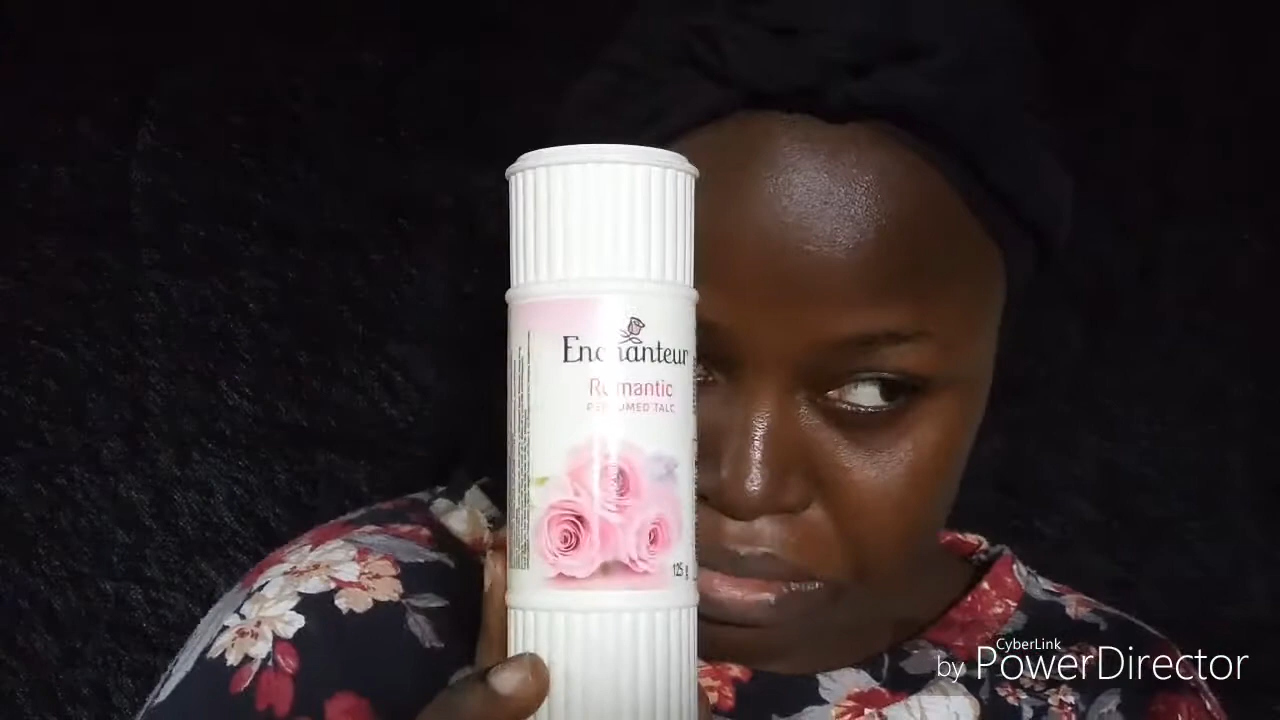 Enchanteur
Romantic
PERFUMED TALC
125 g
CyberLink
by PowerDirector